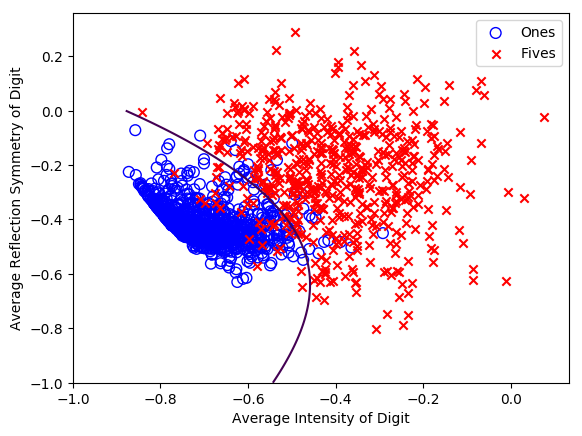 Ones
Fives
0.2
0.0
−0.2
−0.4
−0.6
−0.8
−1.0
Average Reflection Symmetry of Digit
−1.0 −0.8 −0.6 −0.4 −0.2 0.0
Average Intensity of Digit